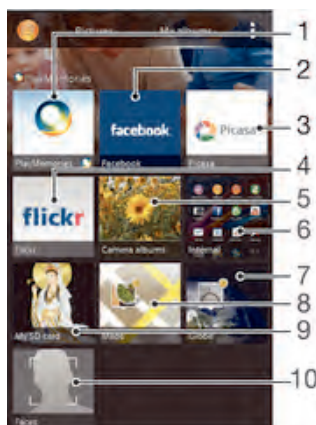 Pictures
My albums
PlayMemories
1
2
3
4
5
6
7
8
9
10
facebook
Picasa
PlayMemories
Facebook
Picasa
flickr
Flickr
Camera albums
Internal
My SD card
Maps
Globe
Faces